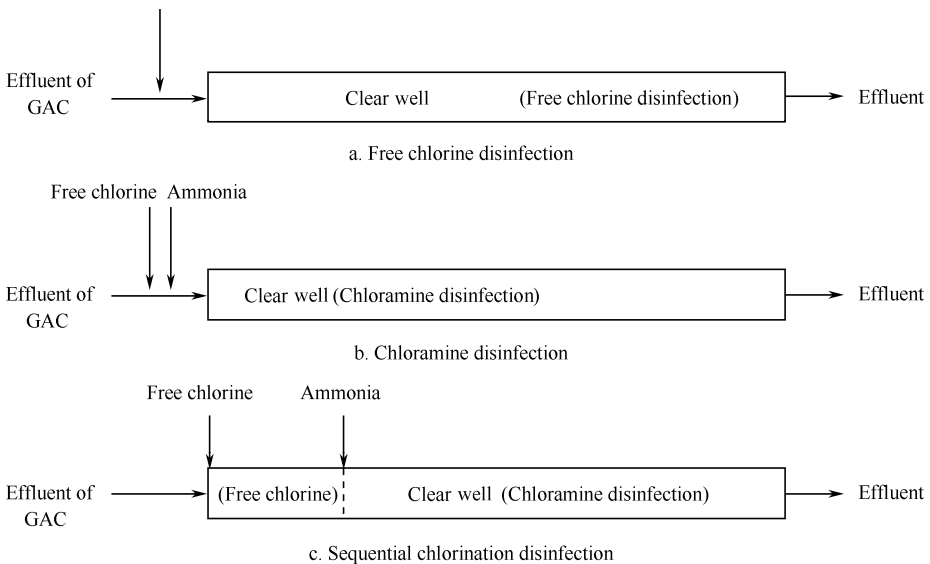 Effluent of
GAC
Clear well (Free chlorine disinfection)
Effluent
a. Free chlorine disinfection
Free chlorine Ammonia
Effluent of
GAC
Clear well (Chloramine disinfection)
Effluent
b. Chloramine disinfection
Free chlorine Ammonia
Effluent of
GAC
(Free chlorine) Clear well (Chloramine disinfection)
Effluent
c. Sequential chlorination disinfection